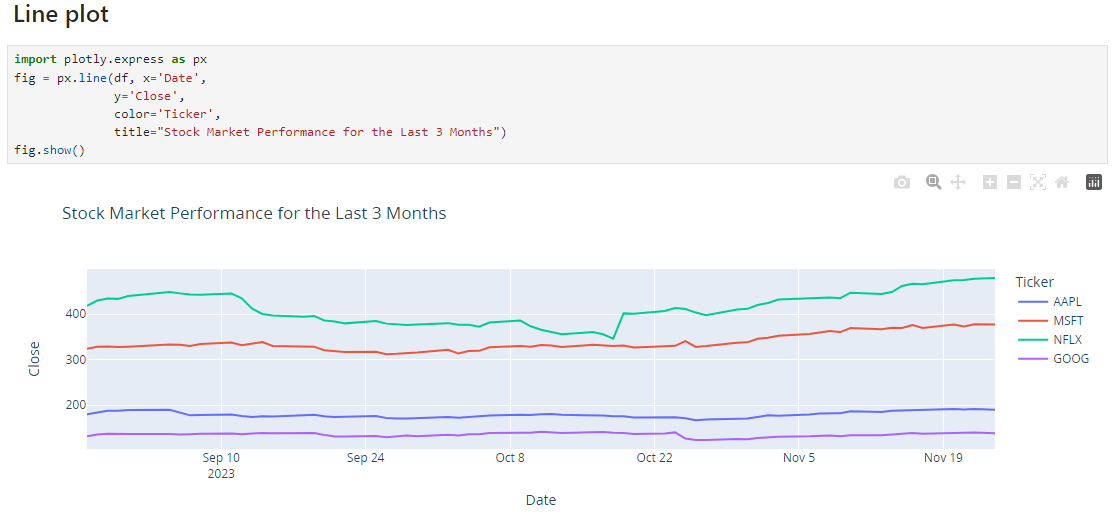 Line plot
import plotly.express as px
fig = px.line(df, x='Date',
              y='Close',
              color='Ticker',
              title="Stock Market Performance for the Last 3 Months")
fig.show()
Stock Market Performance for the Last 3 Months
Ticker
AAPL
MSFT
NFLX
GOOG
Close
400
300
200
Sep 10
2023
Sep 24
Oct 8
Oct 22
Nov 5
Nov 19
Date